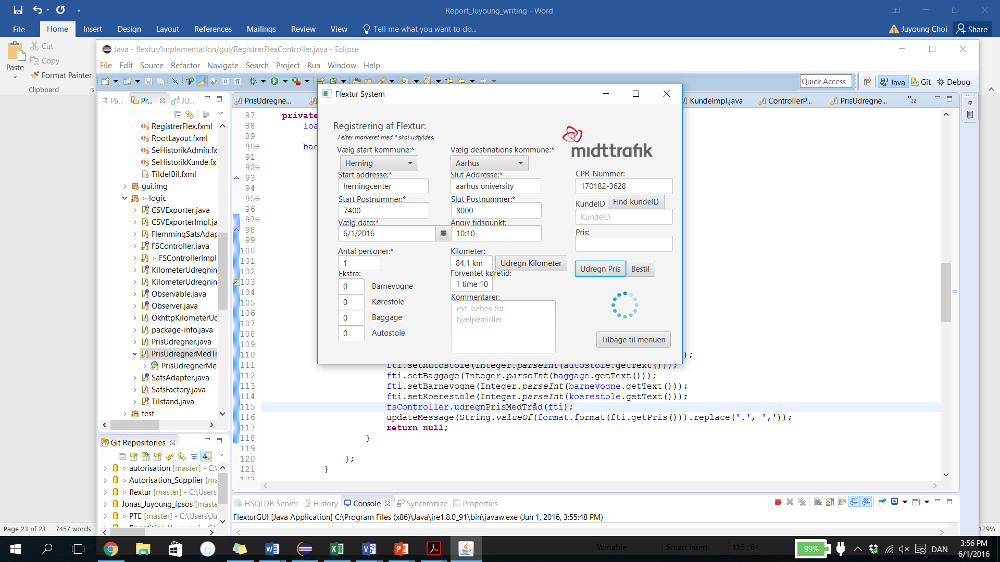 Report_Juyoung_writing - Word
File Home Insert Design Layout References Mailings Review View Tell me what you want to do... Juyoung Choi Share
Cut
Copy
Paste
Format Painter
Clipboard
Java - flextur/Implementation/gui/RegistrerFlexController.java - Eclipse
File Edit Source Refactor Navigate Search Project Run Window Help
Quick Access Java Git Debug
Pa... Pr... JU...
PrisUdregne... KundeImpl.java ControllerP... PrisUdregne... »22
RegistrerFlex.fxml
RootLayout.fxml
SeHistorikAdmin.fx
SeHistorikKunde.fx
TildelBil.fxml
gui.img
> logic
CSVExporter.java
CSVExporterImpl.ja
FlemmingSatsAdap
FSController.java
> FSControllerImpl
KilometerUdregnin
KilometerUdregnin
Observable.java
Observer.java
OkhttpKilometerUd
package-info.java
PrisUdregner.java
PrisUdregnerMedTr
PrisUdregnerMe
SatsAdapter.java
SatsFactory.java
Tilstand.java
test
Git Repositories
> autorisation [master] - C:\
> Autorisation_Supplier [ma
> flextur [master] - C:\Users\
Jonas_Juyoung_ipsos [maste
> PTE [master] - C:\Users\Ju
87 private
88 loa
89
90 bac
91
92
93
94
95
96
97
98
99
100
101
102
103
104
105
106
107
108
109
110 );
111 fti.setAutostole(Integer.parseInt(autostole.getText()));
112 fti.setBaggage(Integer.parseInt(baggage.getText()));
113 fti.setBarnevogne(Integer.parseInt(barnevogne.getText()));
114 fti.setKoerestole(Integer.parseInt(koerestole.getText()));
115 fsController.udregnPrisMedTråd(fti);
116 updateMessage(String.valueOf(format.format(fti.getPris())).replace('.', ','));
117 return null;
118 }
119
120 };
121 }
122
Flextur System
Registrering af Flextur:
Felter markeret med * skal udfyldes.
midttrafik
Vælg start kommune:* Vælg destinations kommune:*
Herning Aarhus
Start addresse:* Slut Addresse:* CPR-Nummer:
herningcenter aarhus university 170182-3628
Start Postnummer:* Slut Postnummer:* KundeID Find kundeID
7400 8000 KundeID
Vælg dato:* Angiv tidspunkt:
6/1/2016 10:10 Pris:
Antal personer:* Kilometer:
1 84,1 km Udregn Kilometer Udregn Pris Bestil
Ekstra: Forventet køretid:
0 Barnevogne 1 time 10
0 Kørestole Kommentarer:
0 Baggage evt. behov for
hjælpemidler
0 Autostole
Tilbage til menuen
HSQLDB Server History Console Synchronize Properties
FlexturGUI [Java Application] C:\Program Files (x86)\Java\jre1.8.0_91\bin\javaw.exe (Jun 1, 2016, 3:55:48 PM)
Page 23 of 23 7457 words 129%
Writable Smart Insert 115 : 61
99% DAN 3:56 PM
6/1/2016